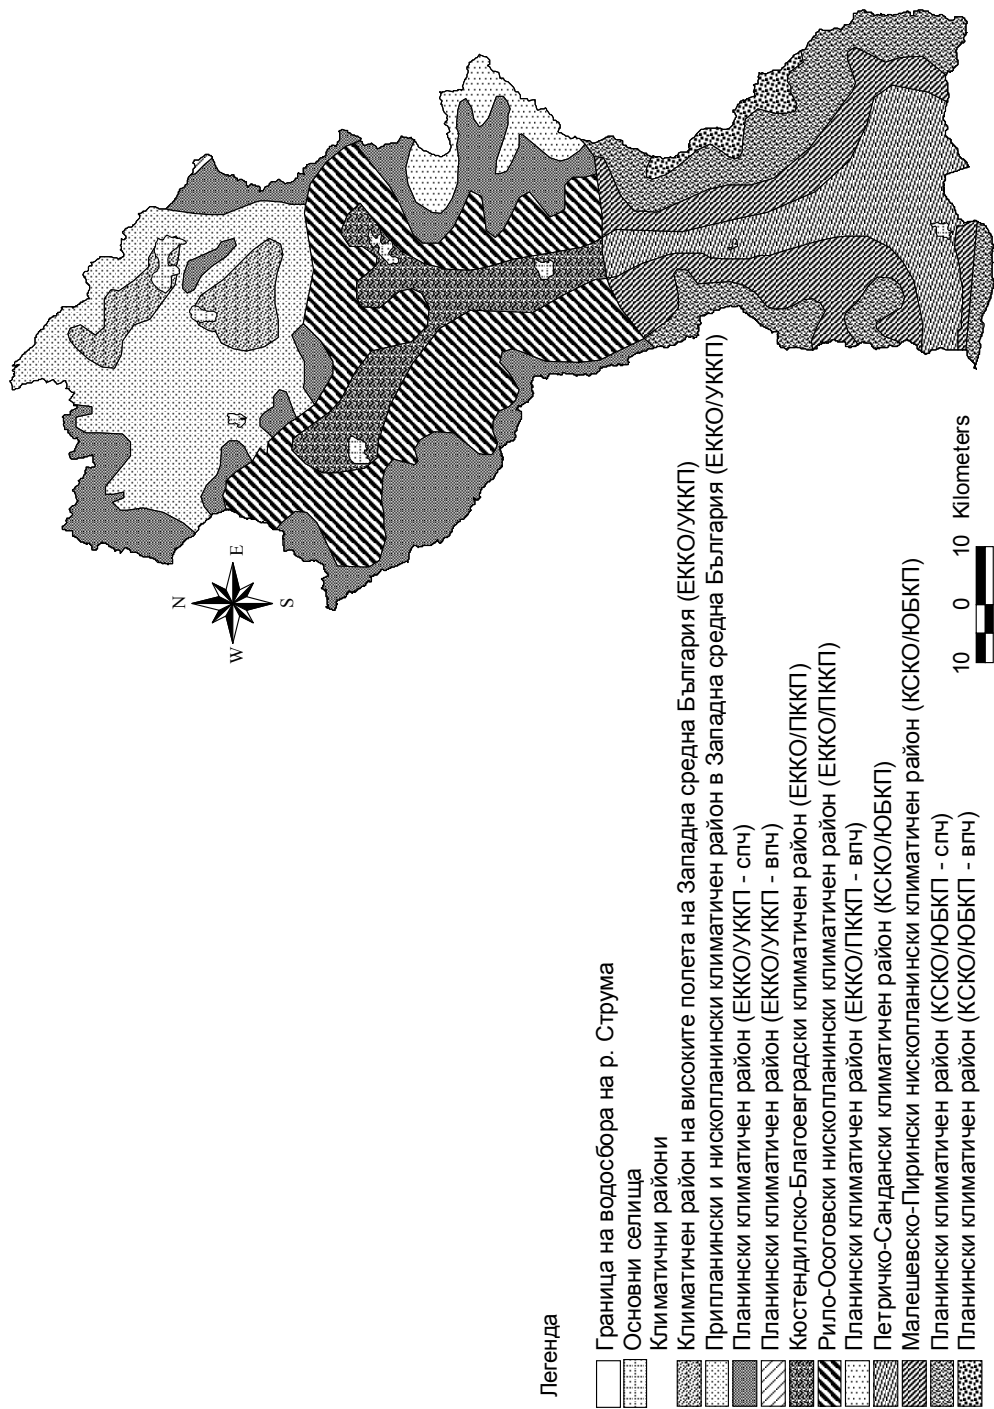 N
W
E
S
Легенда
Граница на водосбора на р. Струма
Основни селища
Климатични райони
Климатичен район на високите полета на Западна средна България (ЕККО/УККП)
Припланински и нископланински климатичен район в Западна средна България (ЕККО/УККП)
Планински климатичен район (ЕККО/УККП - спч)
Планински климатичен район (ЕККО/УККП - впч)
Кюстендилско-Благоевградски климатичен район (ЕККО/ПККП)
Рило-Осоговски нископланински климатичен район (ЕККО/ПККП)
Планински климатичен район (ЕККО/ПККП - впч)
Петричко-Сандански климатичен район (КСКО/ЮБКП)
Малешевско-Пирински нископланински климатичен район (КСКО/ЮБКП)
Планински климатичен район (КСКО/ЮБКП - спч)
Планински климатичен район (КСКО/ЮБКП - впч)
10 0 10 Kilometers